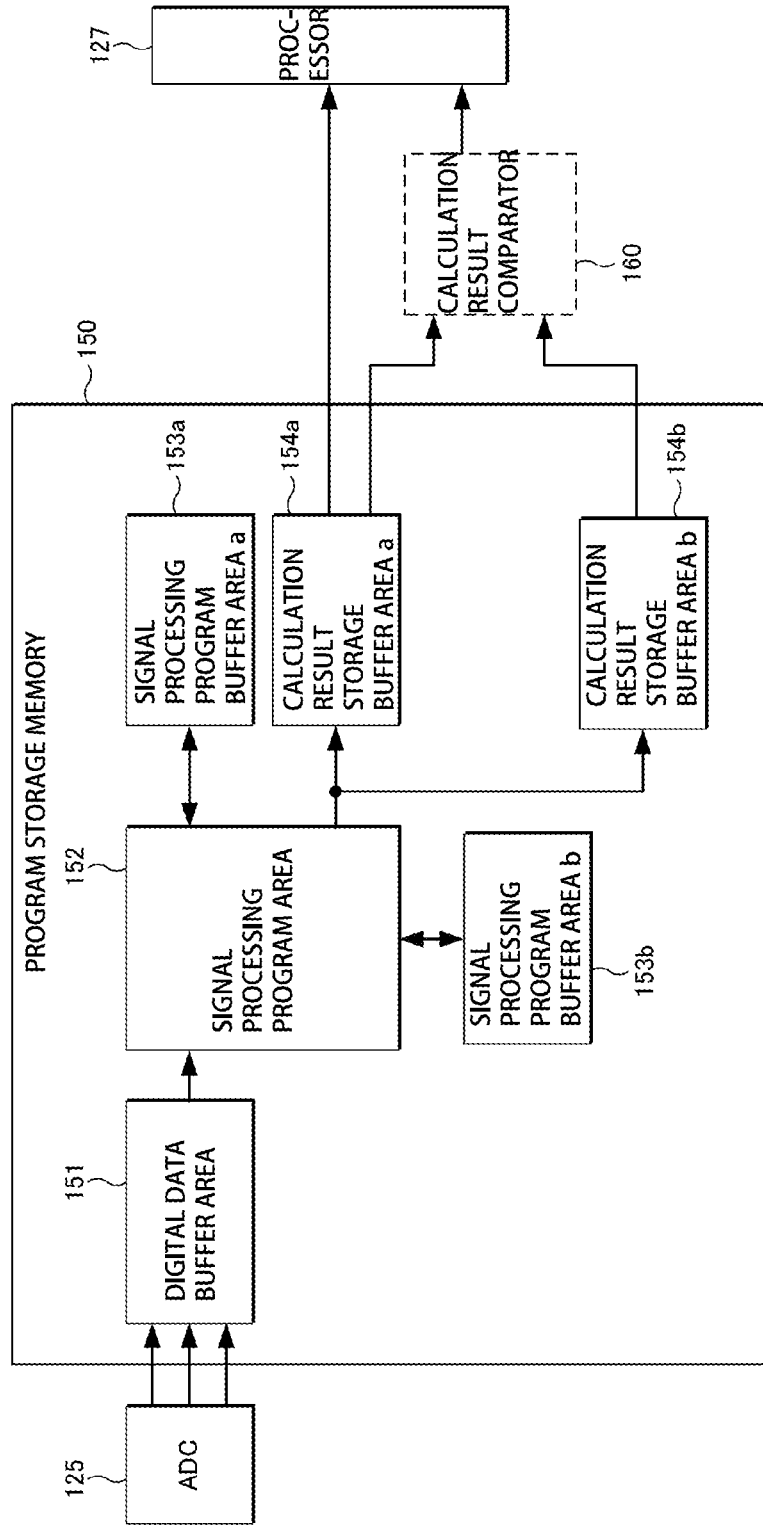 PROGRAM STORAGE MEMORY
150
125
ADC
151
DIGITAL DATA
BUFFER AREA
152
SIGNAL
PROCESSING
PROGRAM AREA
153a
SIGNAL
PROCESSING
PROGRAM
BUFFER AREA a
154a
CALCULATION
RESULT
STORAGE
BUFFER AREA a
SIGNAL
PROCESSING
PROGRAM
BUFFER AREA b
153b
CALCULATION
RESULT
STORAGE
BUFFER AREA b
154b
CALCULATION
RESULT
COMPARATOR
160
127
PROC-
ESSOR